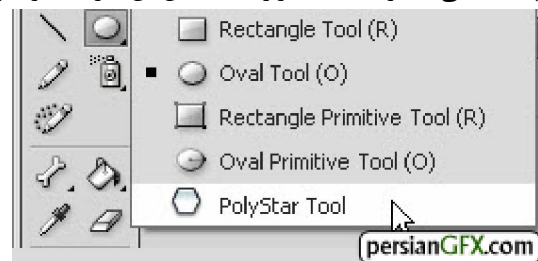 Rectangle Tool (R)
Oval Tool (O)
Rectangle Primitive Tool (R)
Oval Primitive Tool (O)
PolyStar Tool
persianGFX.com